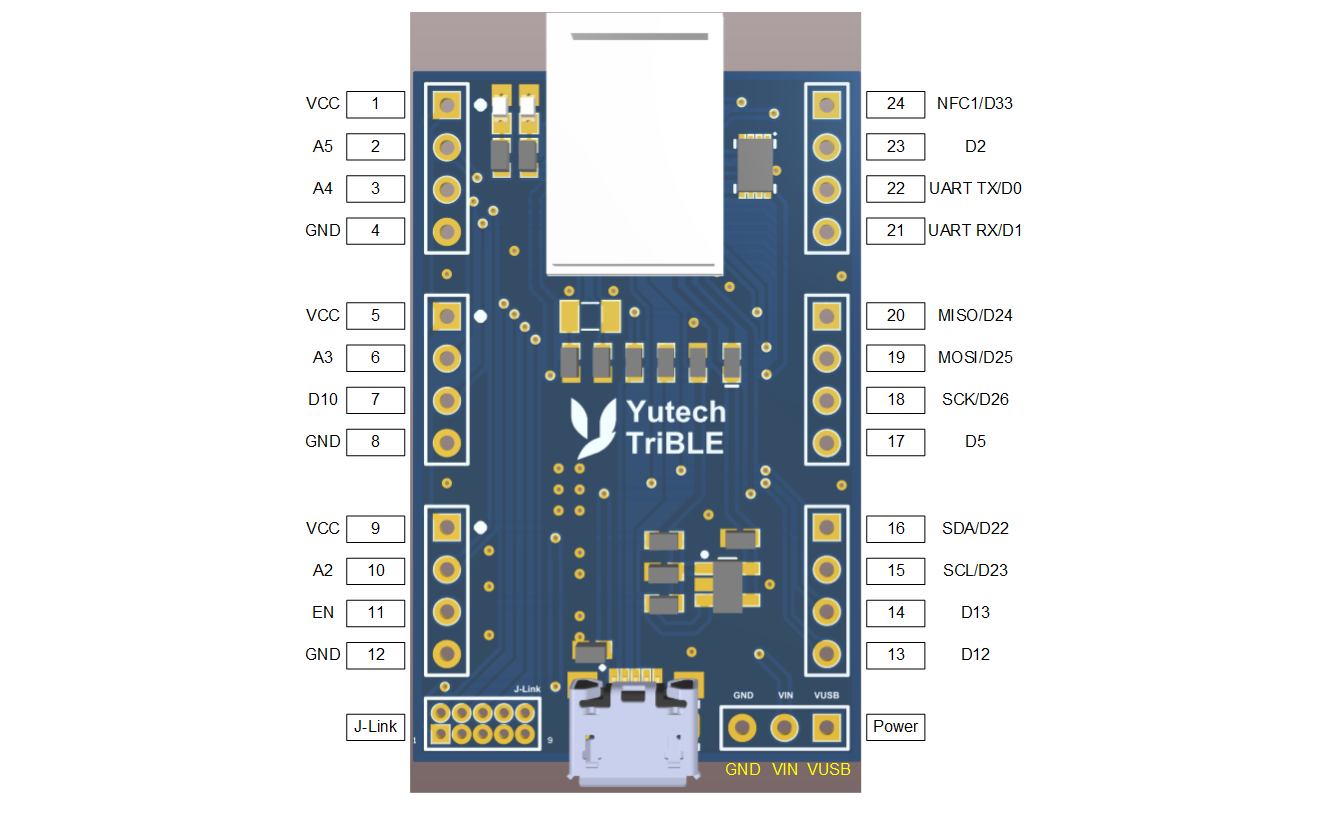 VCC 1
A5 2
A4 3
GND 4
VCC 5
A3 6
D10 7
GND 8
VCC 9
A2 10
EN 11
GND 12
J-Link
24 NFC1/D33
23 D2
22 UART TX/D0
21 UART RX/D1
20 MISO/D24
19 MOSI/D25
18 SCK/D26
17 D5
16 SDA/D22
15 SCL/D23
14 D13
13 D12
Power
Yutech
TriBLE
J-Link
9
GND VIN VUSB
GND VIN VUSB